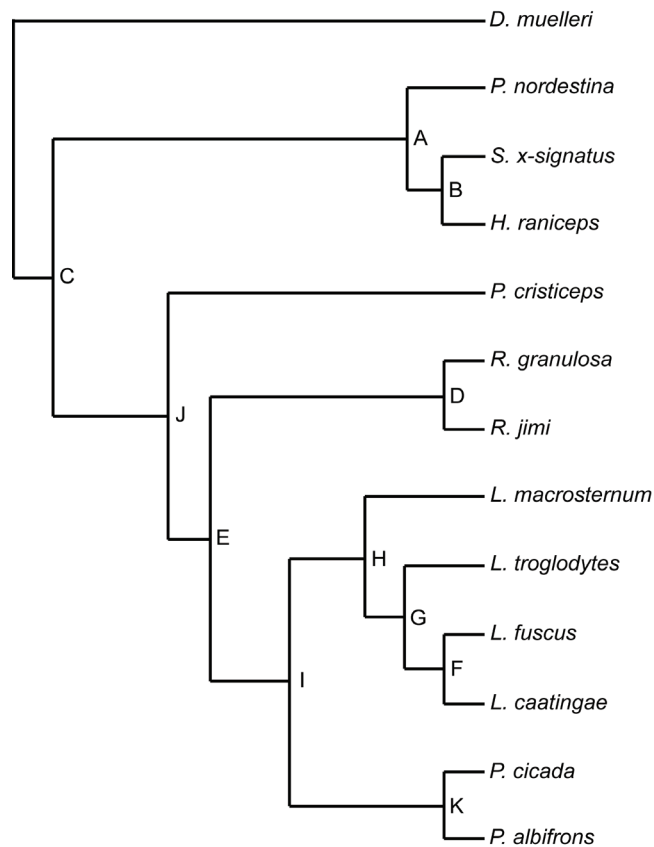 D. muelleri
P. nordestina
A
S. x-signatus
B
H. raniceps
C
P. cristiceps
R. granulosa
D
R. jimi
J
L. macrosternum
E
H
L. troglodytes
G
L. fuscus
F
I
L. caatingae
P. cicada
K
P. albifrons